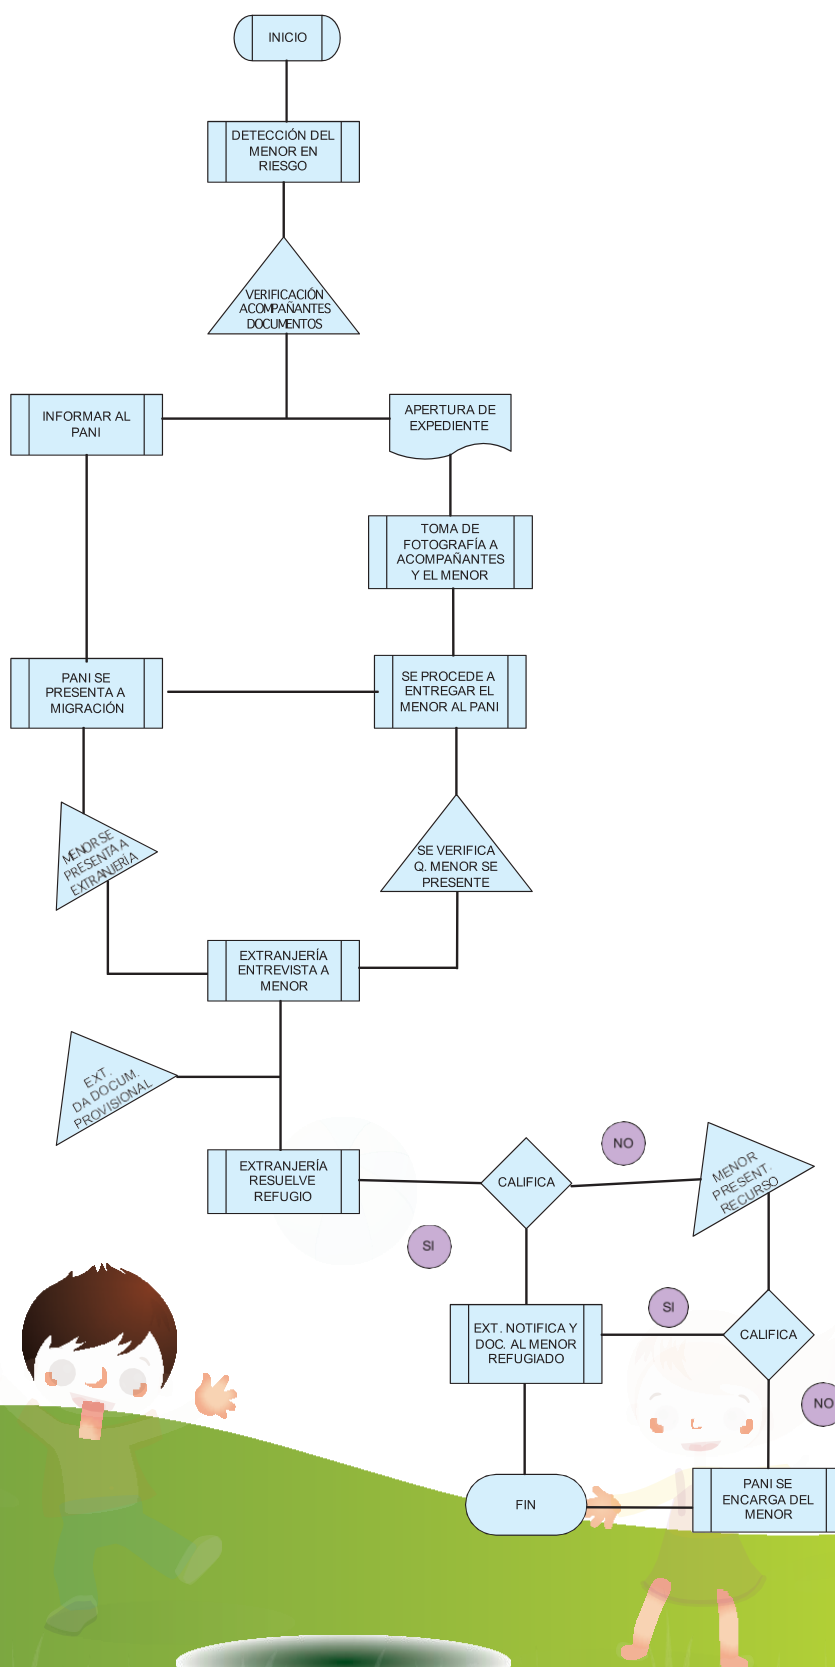 INICIO
DETECCIÓN DEL
MENOR EN
RIESGO
VERIFICACIÓN
ACOMPAÑANTES
DOCUMENTOS
INFORMAR AL
PANI
APERTURA DE
EXPEDIENTE
TOMA DE
FOTOGRAFÍA A
ACOMPAÑANTES
Y EL MENOR
PANI SE
PRESENTA A
MIGRACIÓN
SE PROCEDE A
ENTREGAR EL
MENOR AL PANI
MENOR SE
PRESENTA A
EXTRANJERÍA
SE VERIFICA
Q. MENOR SE
PRESENTE
EXTRANJERÍA
ENTREVISTA A
MENOR
EXT.
DA DOCUM.
PROVISIONAL
EXTRANJERÍA
RESUELVE
REFUGIO
CALIFICA
NO
MENOR
PRESENT.
RECURSO
SI
EXT. NOTIFICA Y
DOC. AL MENOR
REFUGIADO
SI
CALIFICA
NO
FIN
PANI SE
ENCARGA DEL
MENOR